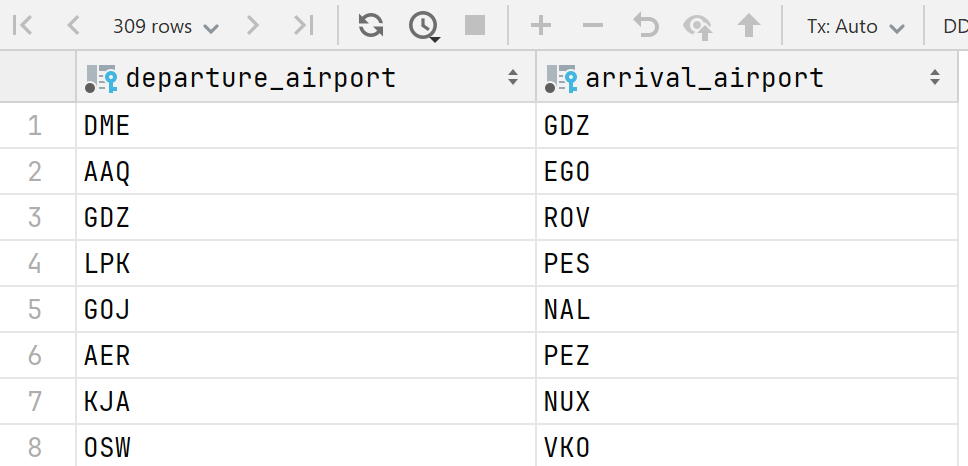 309 rows Tx: Auto DD
departure_airport arrival_airport
1 DME GDZ
2 AAQ EGO
3 GDZ ROV
4 LPK PES
5 GOJ NAL
6 AER PEZ
7 KJA NUX
8 OSW VKO